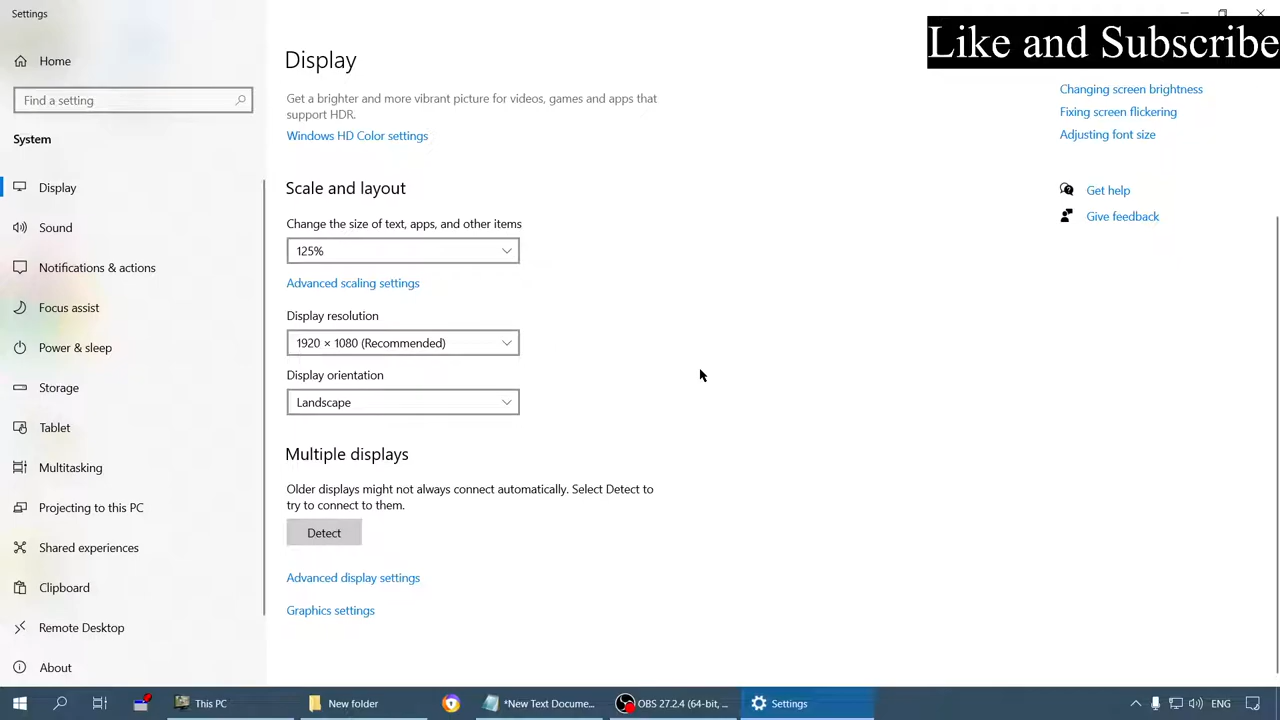 Settings
Like and Subscribe
Home
Find a setting
System
Display
Sound
Notifications & actions
Focus assist
Power & sleep
Storage
Tablet
Multitasking
Projecting to this PC
Shared experiences
Clipboard
Remote Desktop
About
Display
Get a brighter and more vibrant picture for videos, games and apps that
support HDR.
Windows HD Color settings
Scale and layout
Change the size of text, apps, and other items
125%
Advanced scaling settings
Display resolution
1920 × 1080 (Recommended)
Display orientation
Landscape
Multiple displays
Older displays might not always connect automatically. Select Detect to
try to connect to them.
Detect
Advanced display settings
Graphics settings
Changing screen brightness
Fixing screen flickering
Adjusting font size
Get help
Give feedback
This PC
New folder
*New Text Docume...
OBS 27.2.4 (64-bit, ...
Settings
ENG